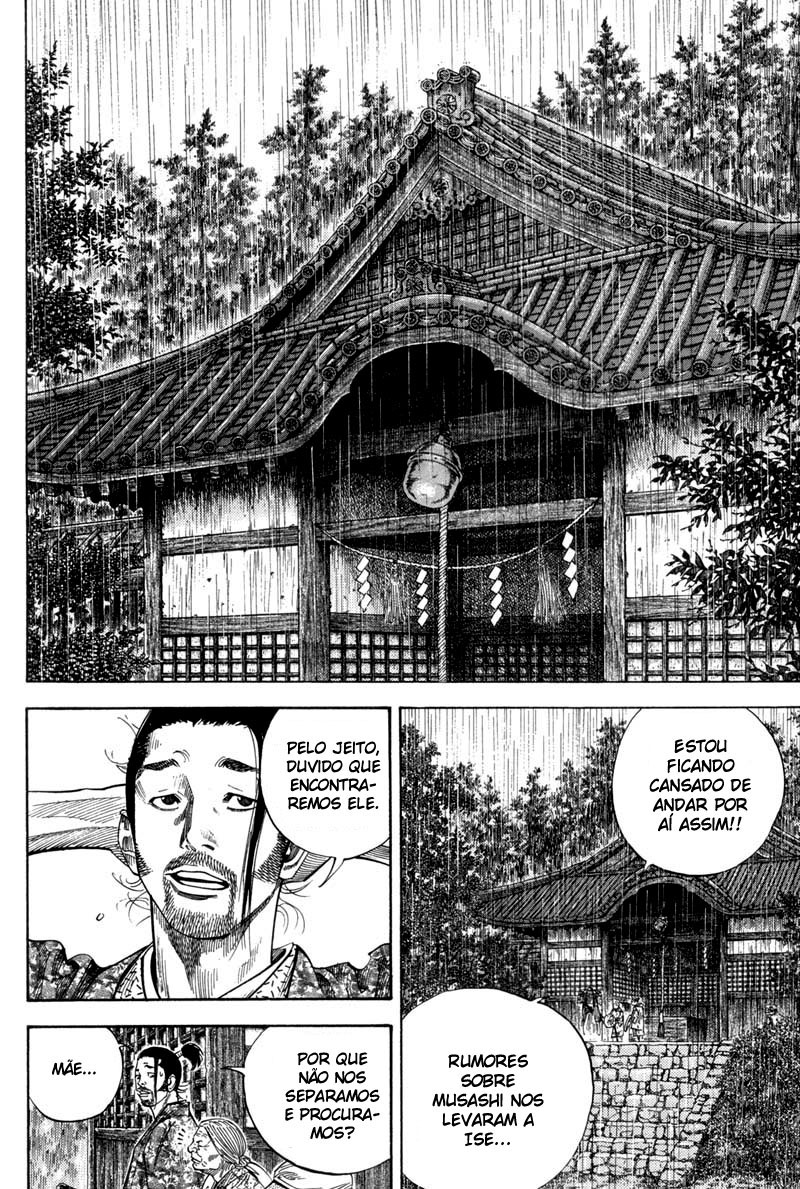 ESTOU
FICANDO
CANSADO DE
ANDAR POR
AÍ ASSIM!!
RUMORES
SOBRE
MUSASHI NOS
LEVARAM A
ISE...
PELO JEITO,
DUVIDO QUE
ENCONTRA-
REMOS ELE.
POR QUE
NÃO NOS
SEPARAMOS
E PROCURA-
MOS?
MÃE...